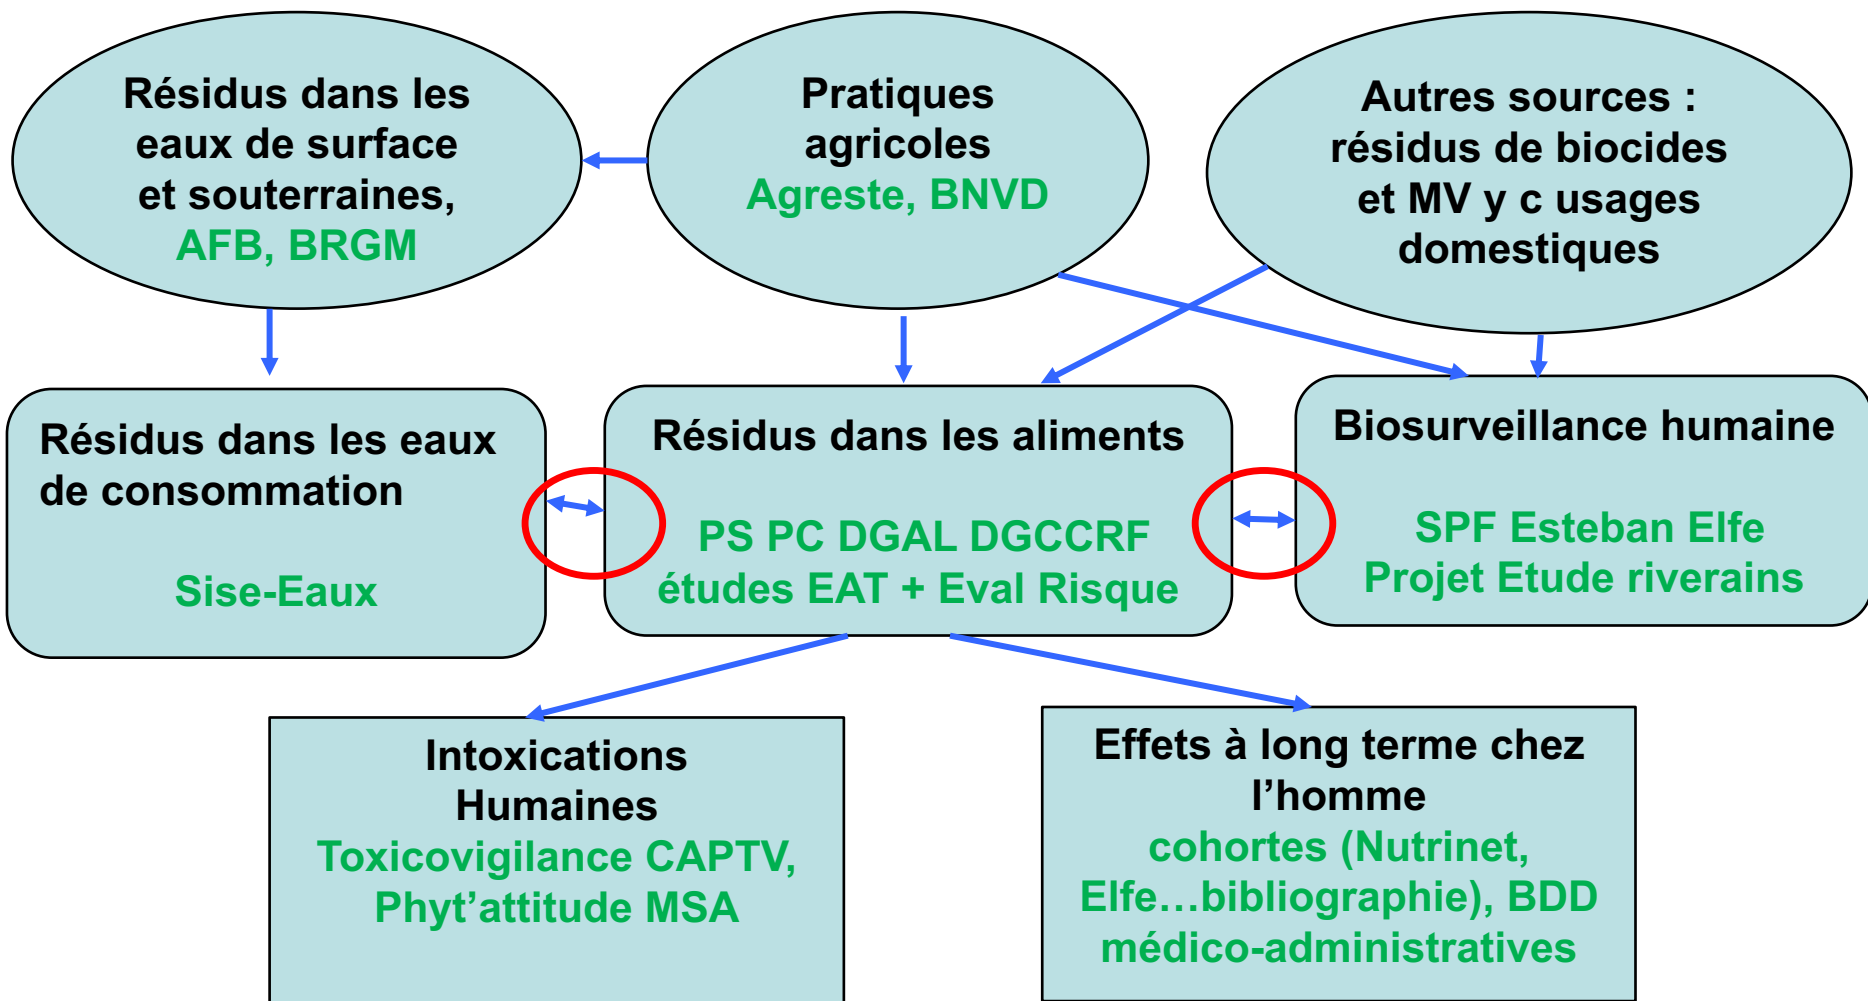 Résidus dans les
eaux de surface
et souterraines,
AFB, BRGM
Pratiques
agricoles
Agreste, BNVD
Autres sources :
résidus de biocides
et MV y c usages
domestiques
Résidus dans les eaux
de consommation
Sise-Eaux
Résidus dans les aliments
PS PC DGAL DGCCRF
études EAT + Eval Risque
Biosurveillance humaine
SPF Esteban Elfe
Projet Etude riverains
Intoxications
Humaines
Toxicovigilance CAPTV,
Phyt’attitude MSA
Effets à long terme chez
l’homme
cohortes (Nutrinet,
Elfe…bibliographie), BDD
médico-administratives